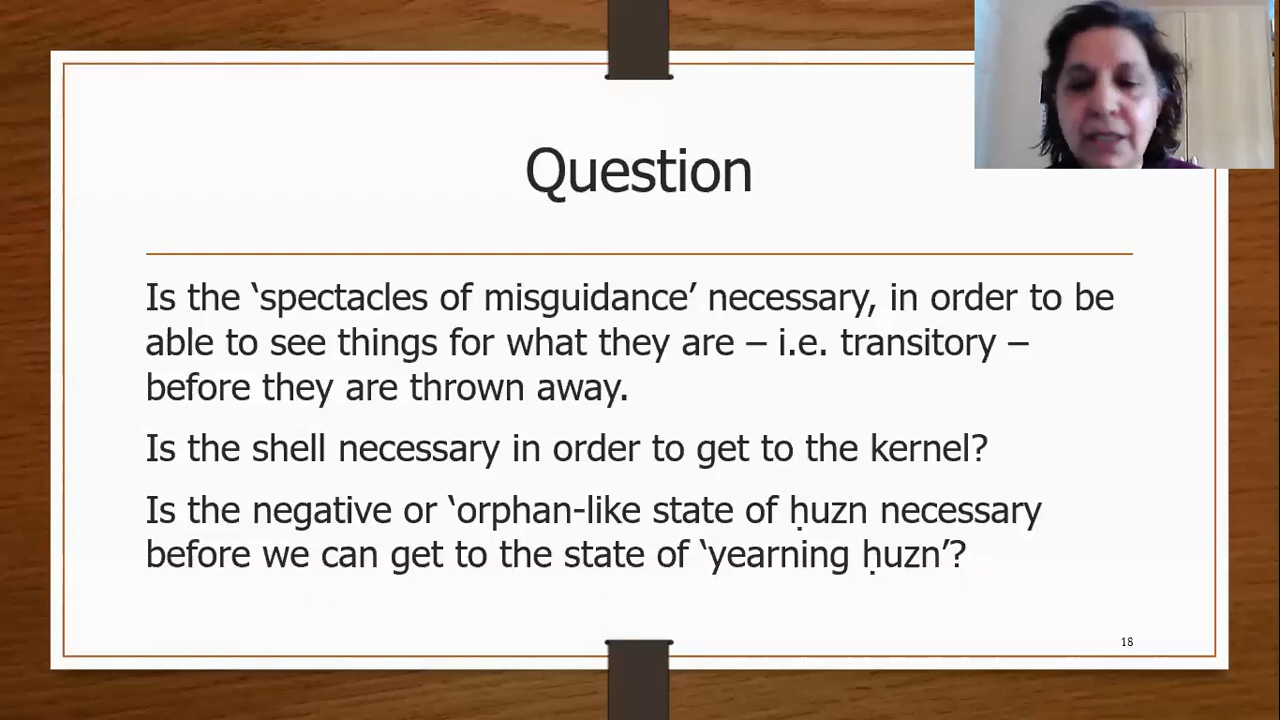 Question
Is the ‘spectacles of misguidance’ necessary, in order to be
able to see things for what they are – i.e. transitory –
before they are thrown away.
Is the shell necessary in order to get to the kernel?
Is the negative or ‘orphan-like state of ḥuzn necessary
before we can get to the state of ‘yearning ḥuzn’?
18